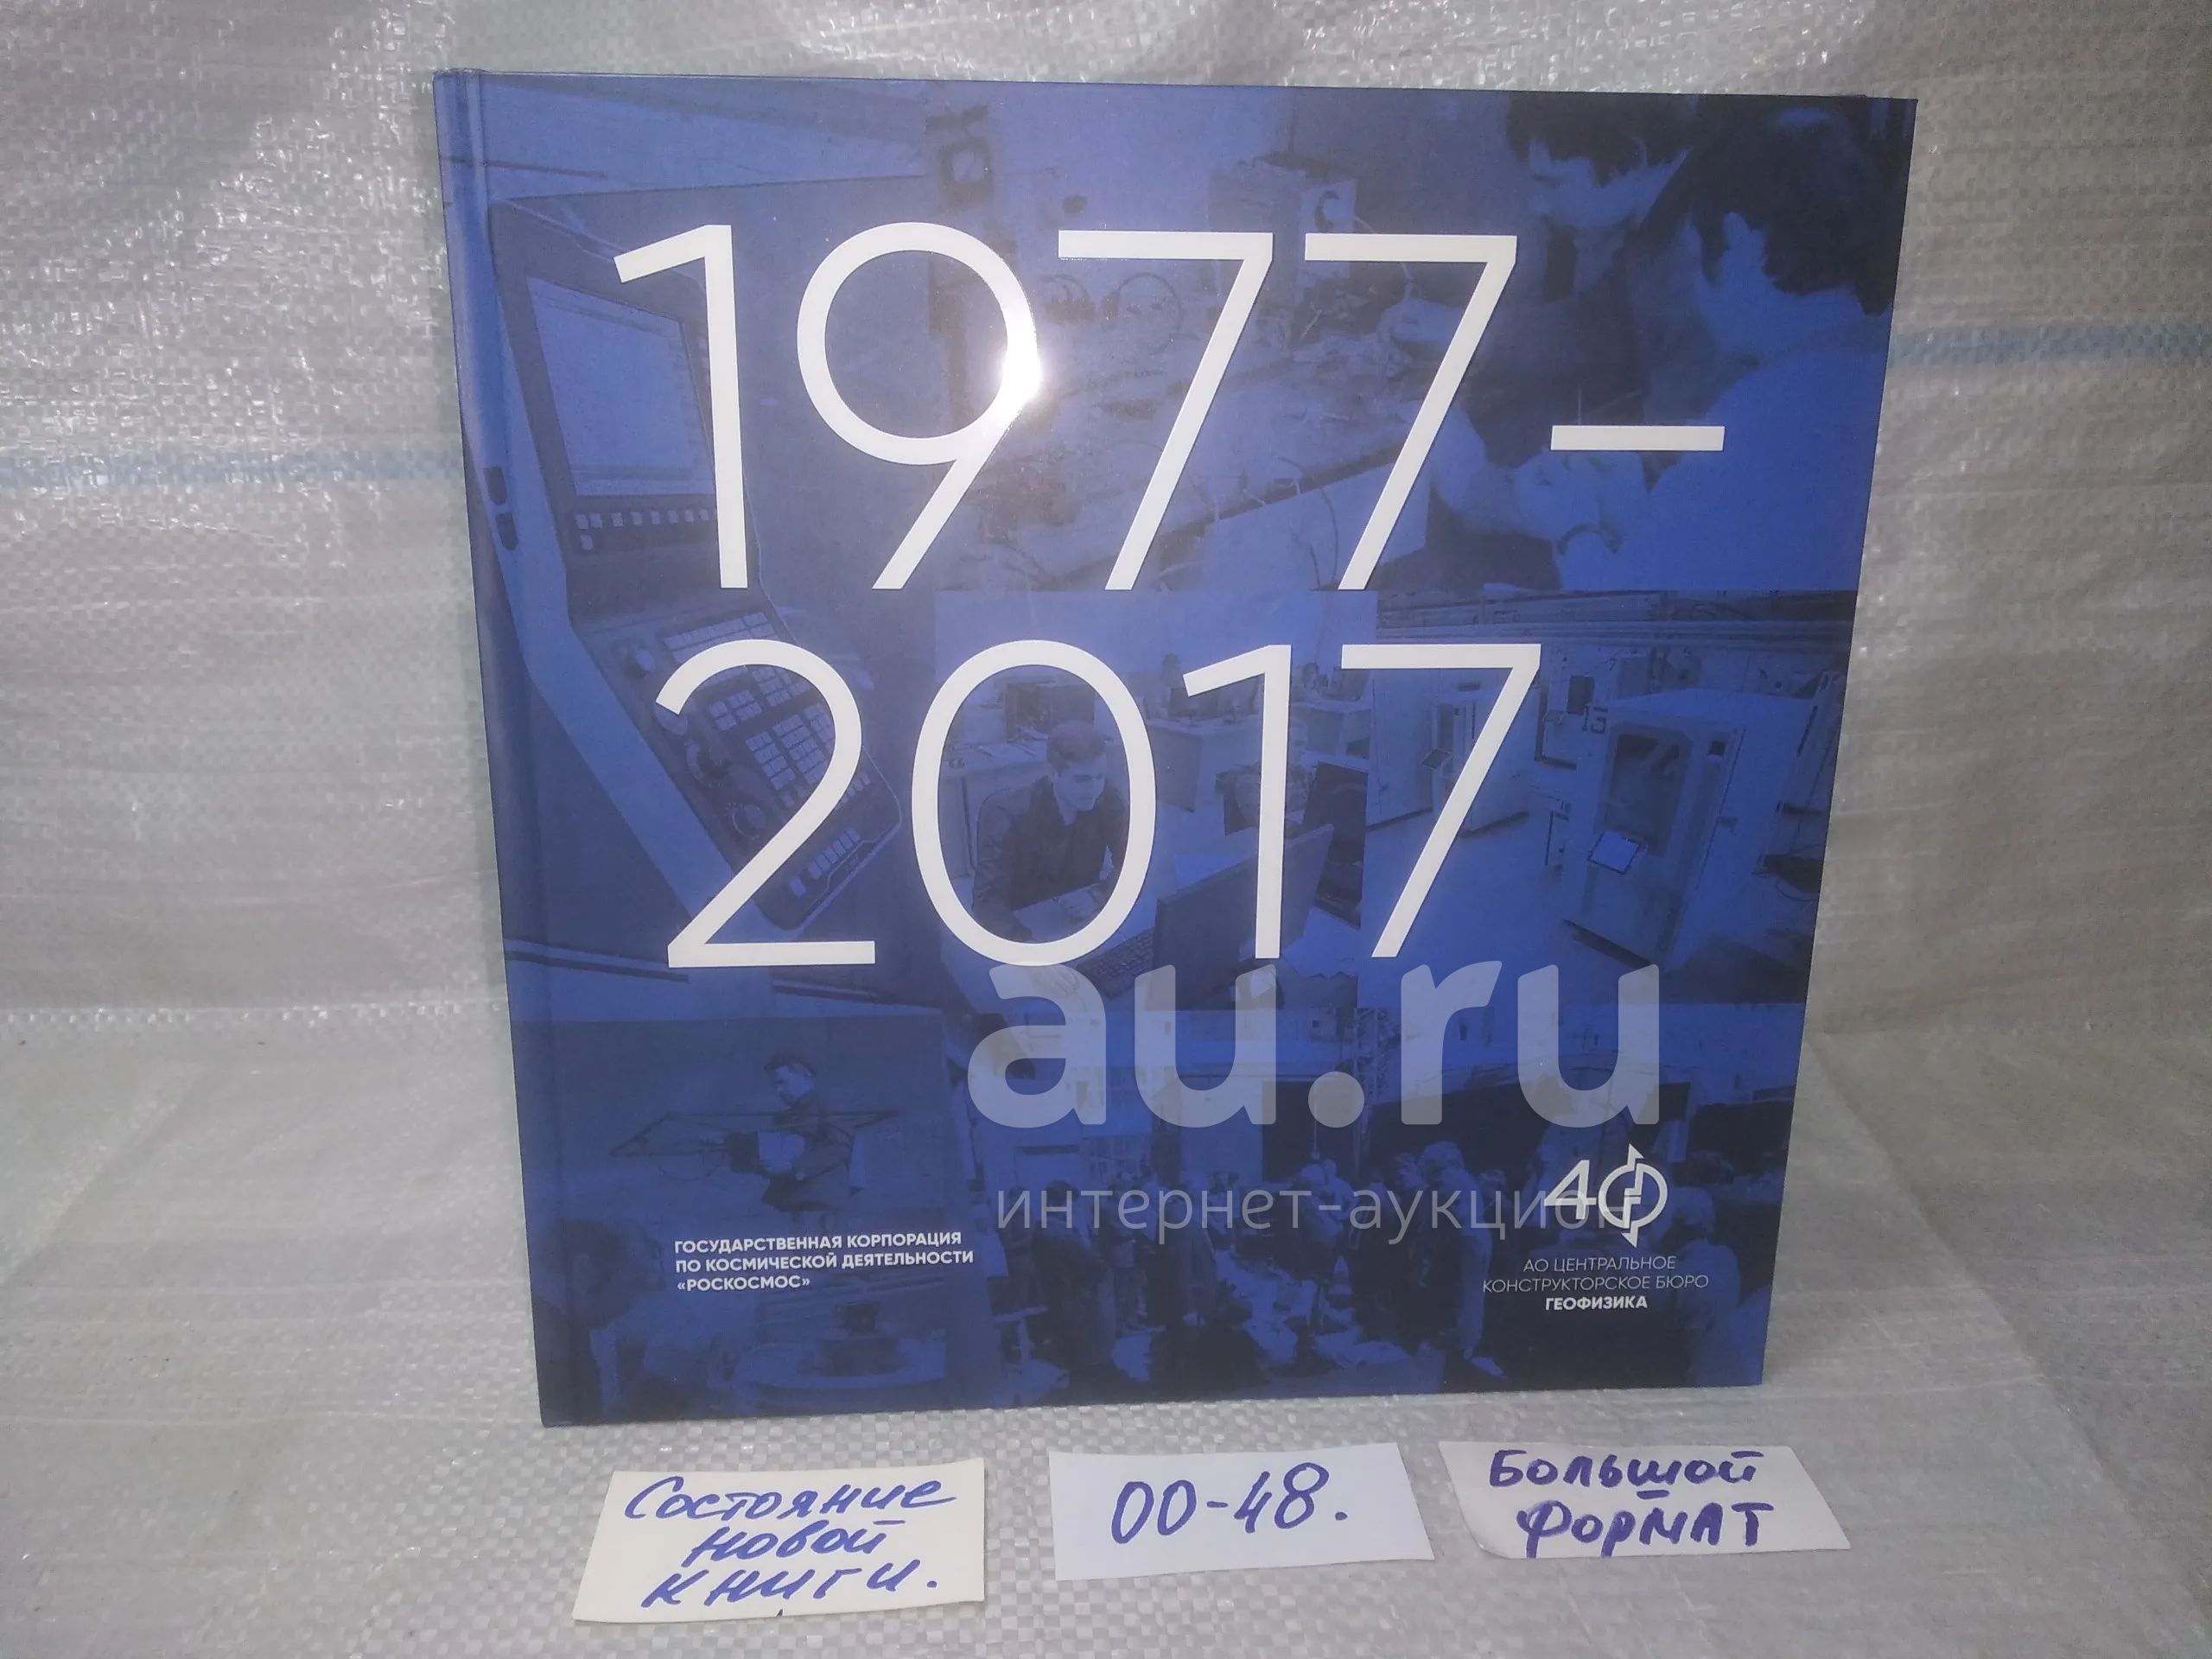 1977–
2017
au.ru
интернет-аукцион
40
ГОСУДАРСТВЕННАЯ КОРПОРАЦИЯ
ПО КОСМИЧЕСКОЙ ДЕЯТЕЛЬНОСТИ
«РОСКОСМОС»
АО ЦЕНТРАЛЬНОЕ
КОНСТРУКТОРСКОЕ БЮРО
ГЕОФИЗИКА
Состояние
новой
книги.
00-48.
Большой
формат